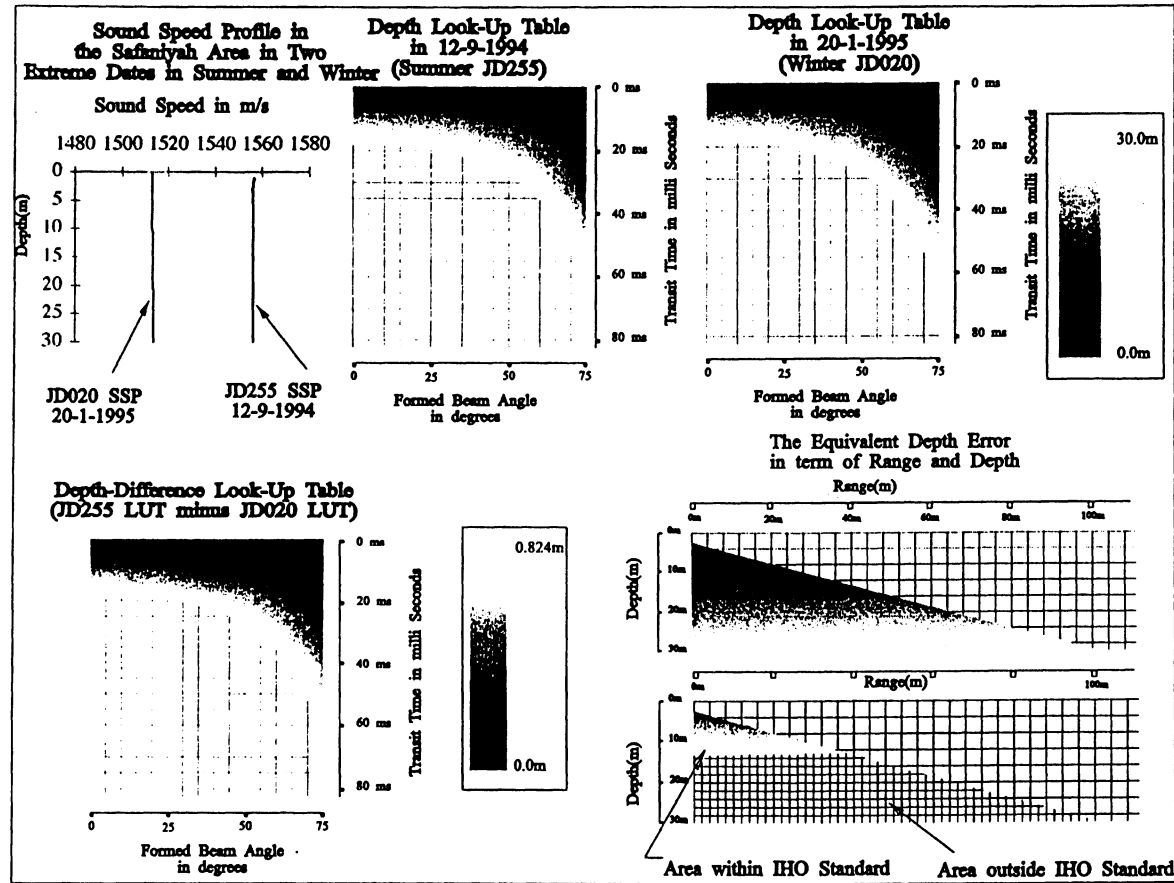 Sound Speed Profile in
the Safaniyah Area in Two
Extreme Dates in Summer and Winter
Sound Speed in m/s
1480 1500 1520 1540 1560 1580
Depth(m)
0
5
10
15
20
25
30
JD020 SSP
20-1-1995
JD255 SSP
12-9-1994
Depth Look-Up Table
in 12-9-1994
(Summer JD255)
0 ms
20 ms
40 ms
60 ms
80 ms
Transit Time in milli Seconds
0 25 50 75
Formed Beam Angle
in degrees
Depth Look-Up Table
in 20-1-1995
(Winter JD020)
0 ms
20 ms
40 ms
60 ms
80 ms
Transit Time in milli Seconds
0 25 50 75
Formed Beam Angle
in degrees
30.0m
0.0m
Depth-Difference Look-Up Table
(JD255 LUT minus JD020 LUT)
0 ms
20 ms
40 ms
60 ms
80 ms
Transit Time in milli Seconds
0 25 50 75
Formed Beam Angle
in degrees
0.824m
0.0m
The Equivalent Depth Error
in term of Range and Depth
Range(m)
0m 20m 40m 60m 80m 100m
Depth(m)
0m
10m
20m
30m
0m Range(m) 80m 100m
Depth(m)
0m
10m
20m
30m
Area within IHO Standard
Area outside IHO Standard